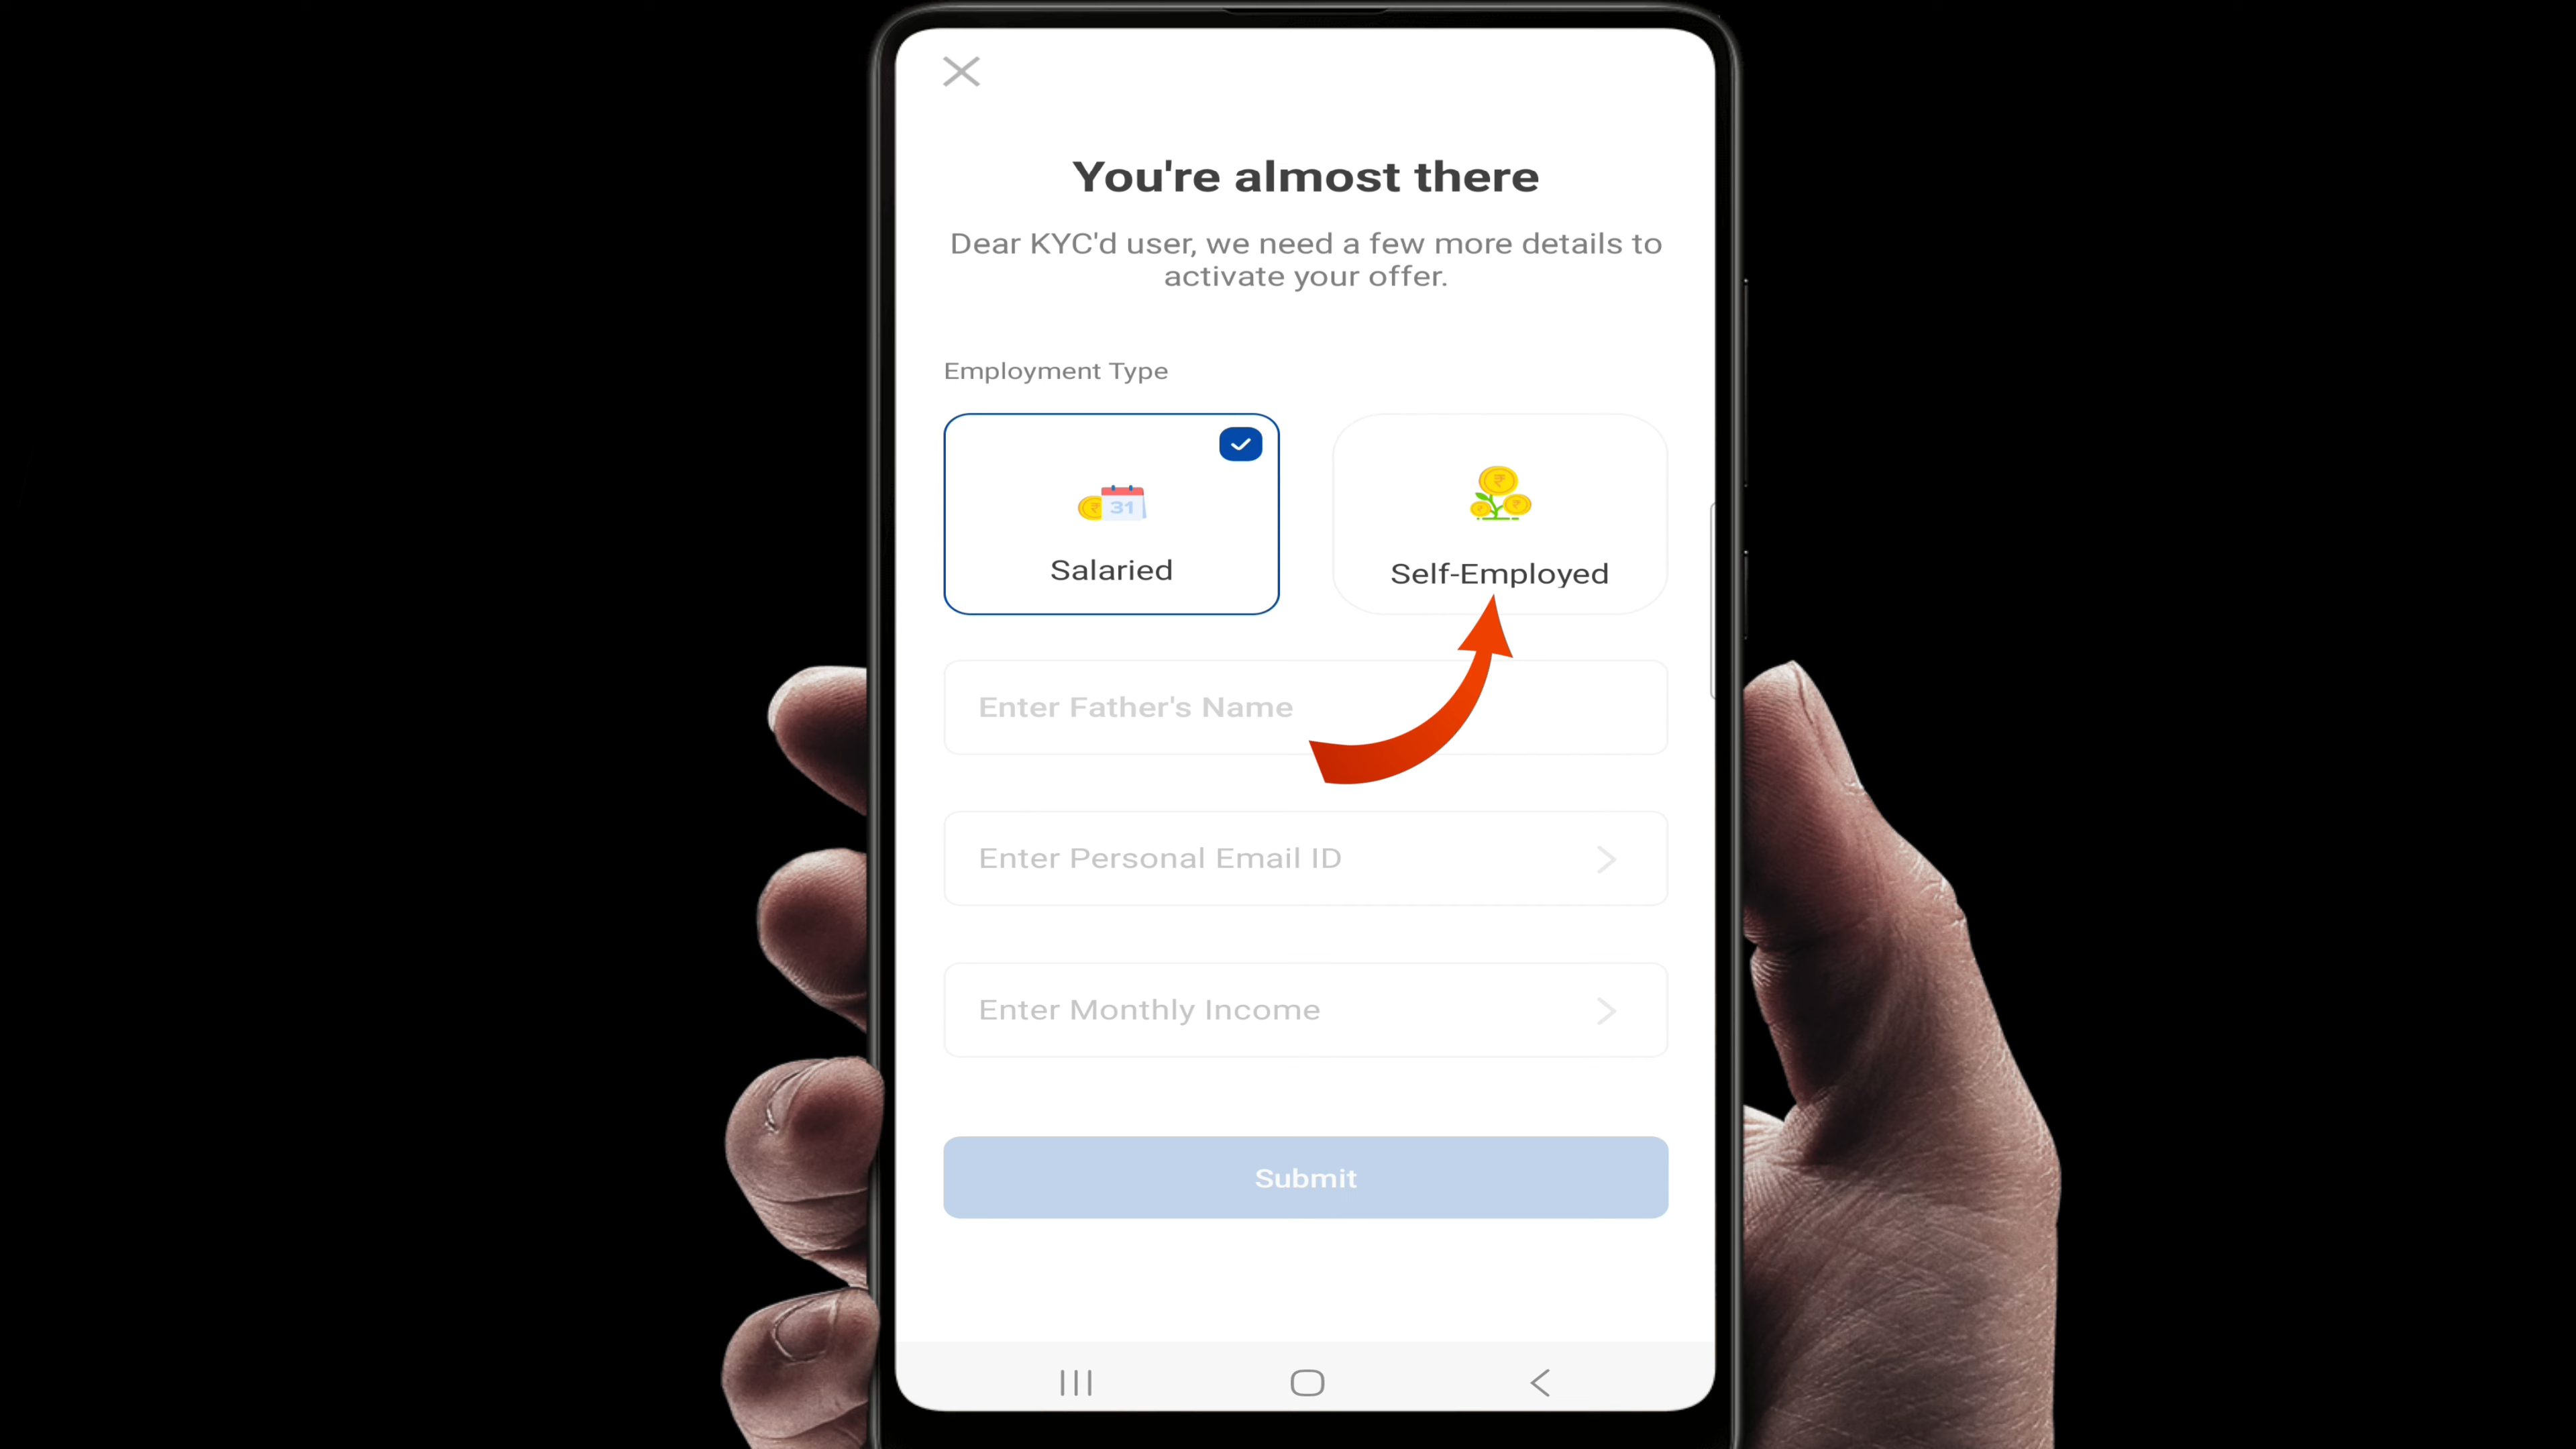 You're almost there
Dear KYC'd user, we need a few more details to
activate your offer.
Employment Type
31
Salaried
Self-Employed
Enter Father's Name
Enter Personal Email ID
Enter Monthly Income
Submit